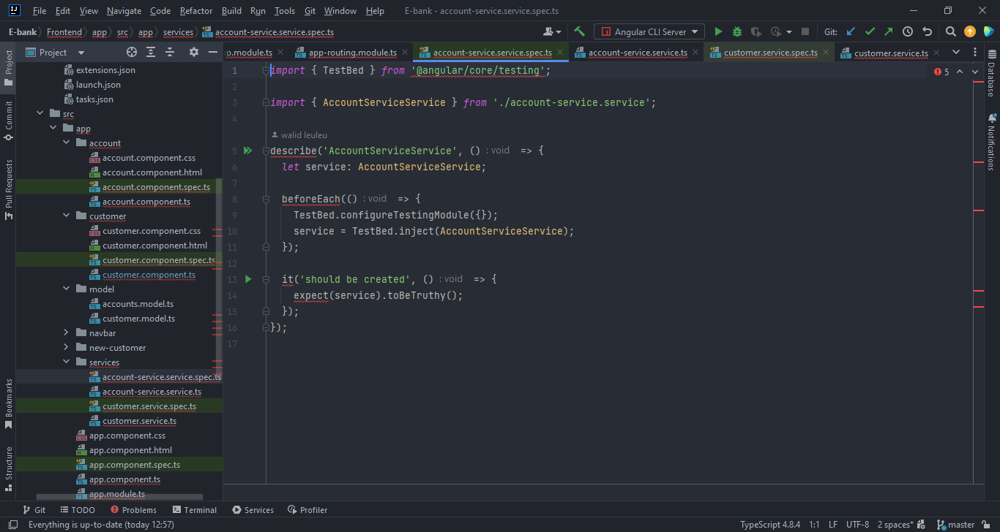 File Edit View Navigate Code Refactor Build Run Tools Git Window Help E-bank - account-service.service.spec.ts
E-bank Frontend app src app services account-service.service.spec.ts Angular CLI Server Git:
Project p.module.ts app-routing.module.ts account-service.service.spec.ts account-service.service.ts customer.service.spec.ts customer.service.ts
Project
Commit
Pull Requests
Bookmarks
Structure
extensions.json
launch.json
tasks.json
src
app
account
account.component.css
account.component.html
account.component.spec.ts
account.component.ts
customer
customer.component.css
customer.component.html
customer.component.spec.ts
customer.component.ts
model
accounts.model.ts
customer.model.ts
navbar
new-customer
services
account-service.service.spec.ts
account-service.service.ts
customer.service.spec.ts
customer.service.ts
app.component.css
app.component.html
app.component.spec.ts
app.component.ts
app.module.ts
1 import { TestBed } from '@angular/core/testing';
2
3 import { AccountServiceService } from './account-service.service';
4
walid leuleu
5 describe('AccountServiceService', () : void => {
6 let service: AccountServiceService;
7
8 beforeEach(() : void => {
9 TestBed.configureTestingModule({});
10 service = TestBed.inject(AccountServiceService);
11 });
12
13 it('should be created', () : void => {
14 expect(service).toBeTruthy();
15 });
16 });
17
5
Database
Notifications
Git TODO Problems Terminal Services Profiler
Everything is up-to-date (today 12:57) TypeScript 4.8.4 1:1 LF UTF-8 2 spaces* master